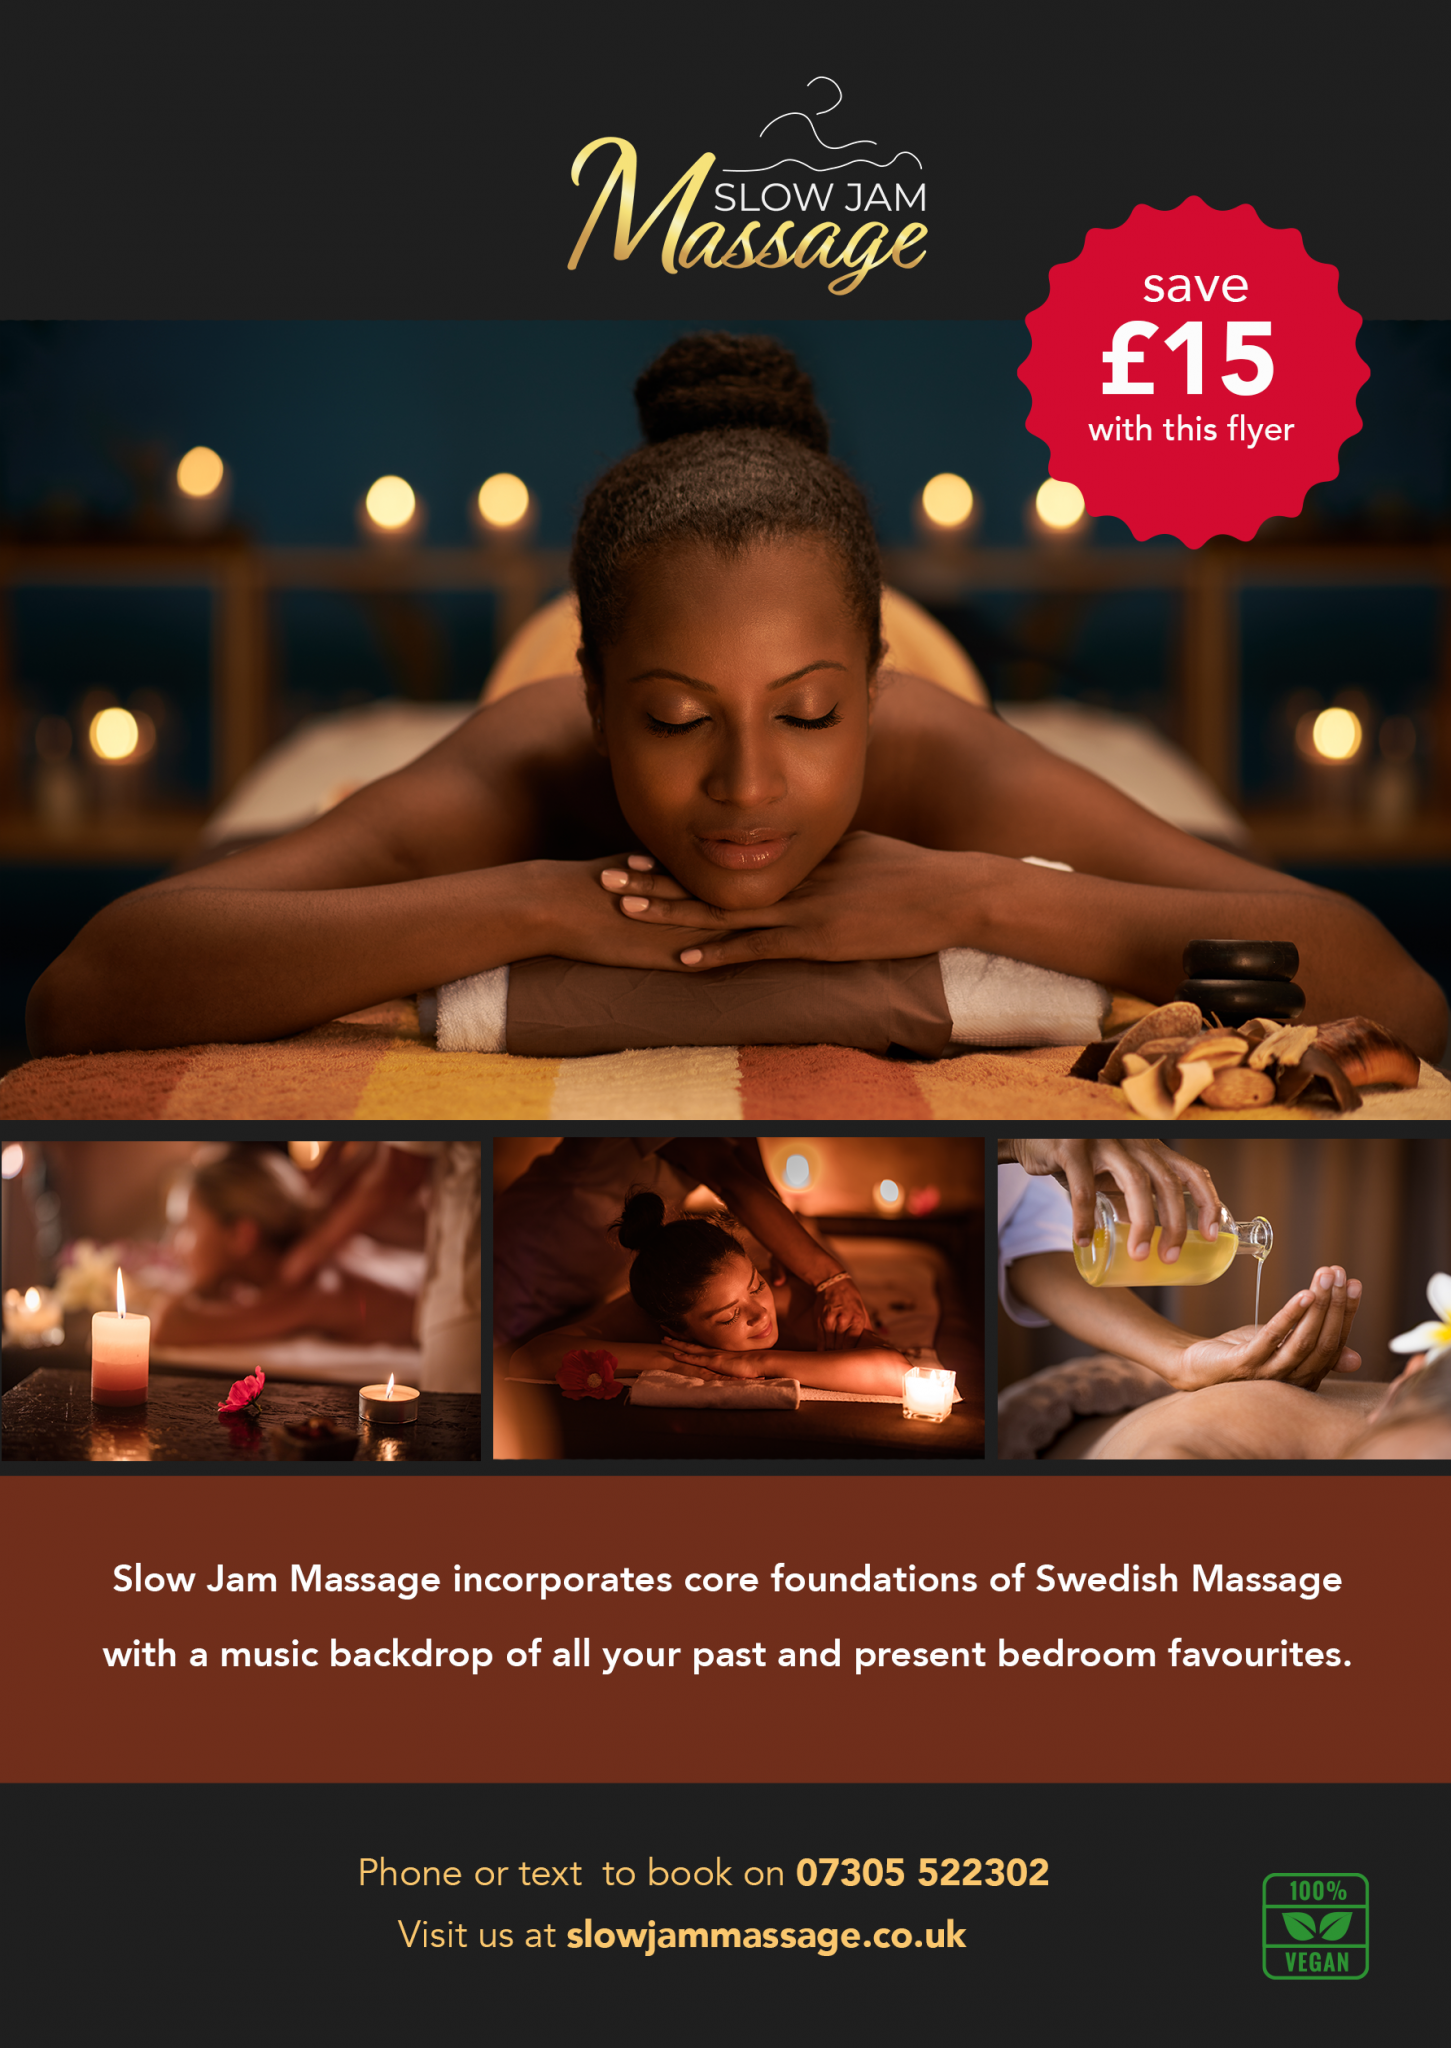 SLOW JAM
Massage
save
£15
with this flyer
Slow Jam Massage incorporates core foundations of Swedish Massage
with a music backdrop of all your past and present bedroom favourites.
Phone or text  to book on 07305 522302
Visit us at slowjammassage.co.uk
100%
VEGAN